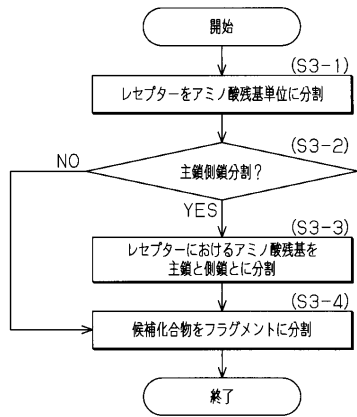 開始
(S3-1)
レセプターをアミノ酸残基単位に分割
(S3-2)
NO
主鎖側鎖分割?
YES
(S3-3)
レセプターにおけるアミノ酸残基を
主鎖と側鎖とに分割
(S3-4)
候補化合物をフラグメントに分割
終了